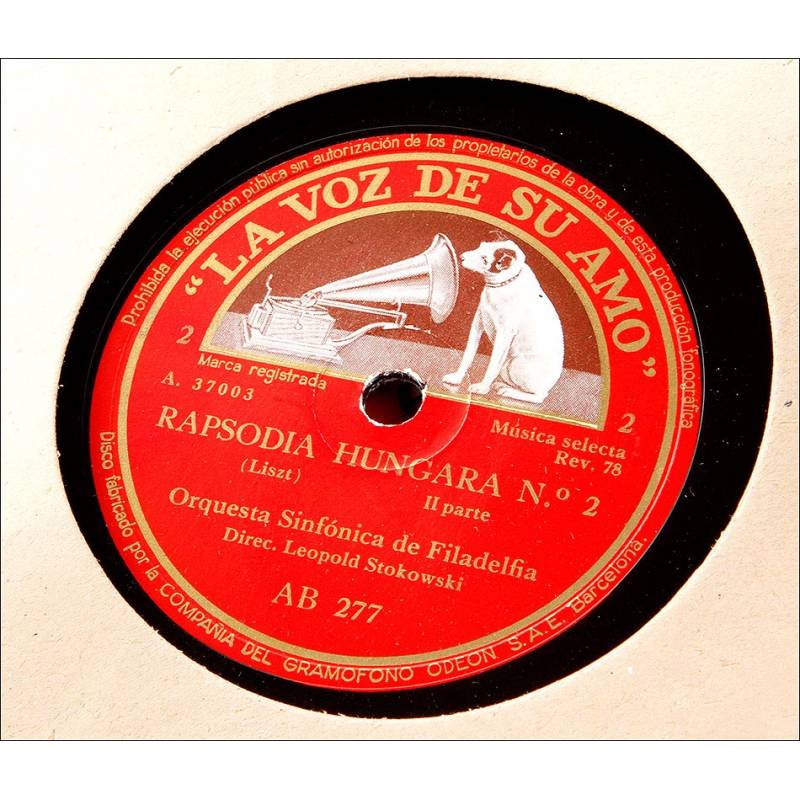 Prohibida la ejecución pública sin autorización de los propietarios de la obra y de esta producción fonográfica
"LA VOZ DE SU AMO"
2
2
Marca registrada
A. 37003
Música selecta
Rev. 78
RAPSODIA HUNGARA N.º 2
(Liszt)
II parte
Orquesta Sinfónica de Filadelfia
Direc. Leopold Stokowski
AB 277
Disco fabricado por la COMPAÑIA DEL GRAMOFONO ODEON S.A.E. Barcelona.